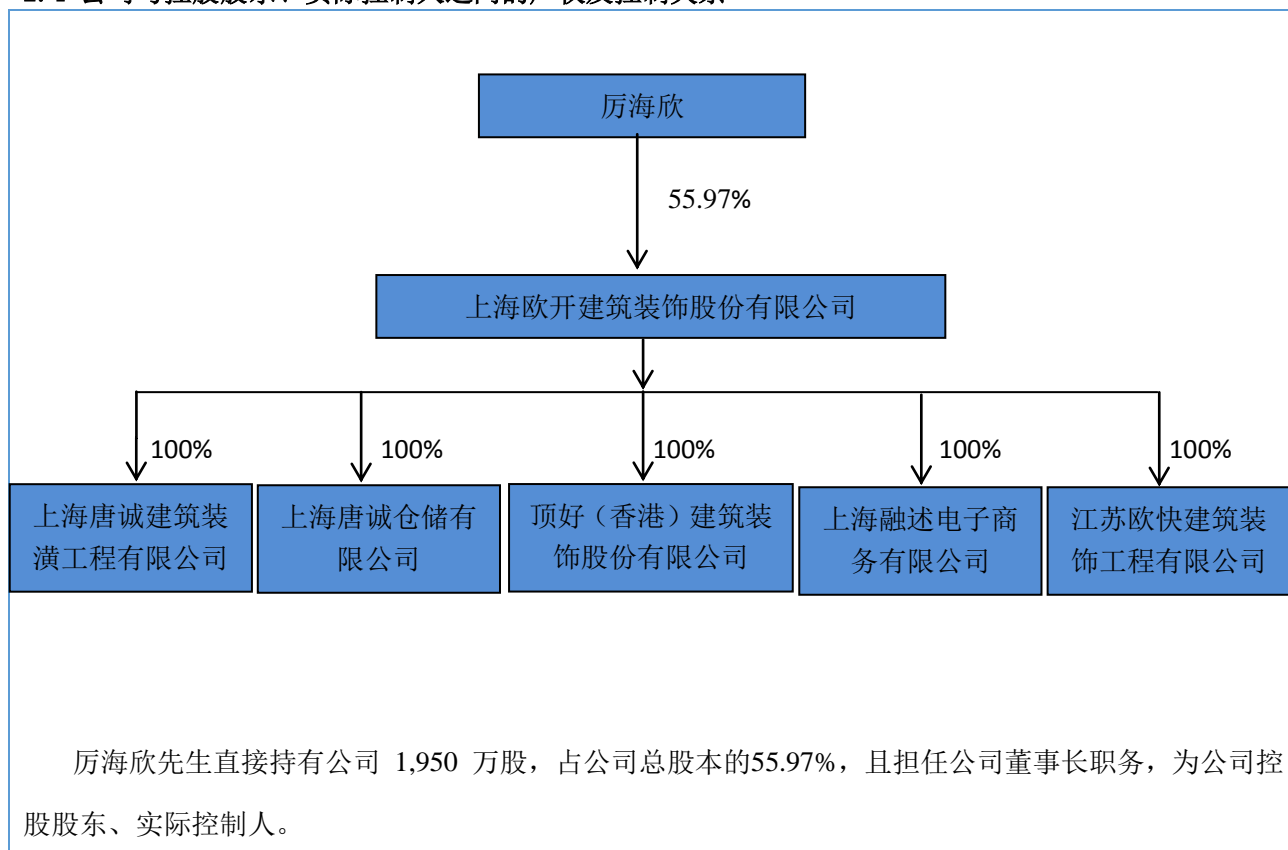 厉海欣
55.97%
上海欧开建筑装饰股份有限公司
100%
100%
100%
100%
100%
上海唐诚建筑装
潢工程有限公司
上海唐诚仓储有
限公司
顶好（香港）建筑装
饰股份有限公司
上海融述电子商
务有限公司
江苏欧快建筑装
饰工程有限公司
厉海欣先生直接持有公司 1,950 万股，占公司总股本的55.97%，且担任公司董事长职务，为公司控
股股东、实际控制人。